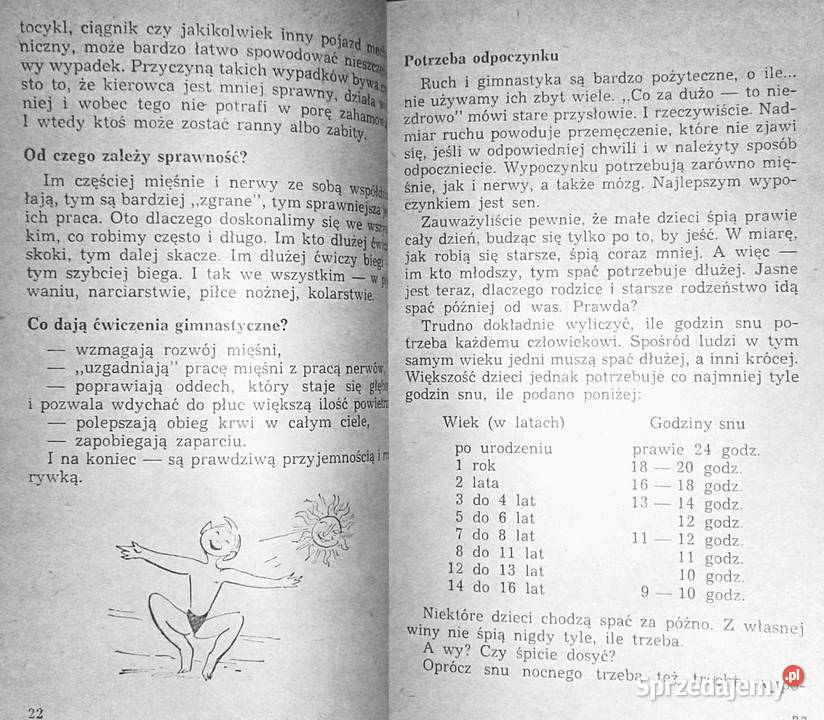 tocykl, ciągnik czy jakikolwiek inny pojazd
niczny, może bardzo łatwo spowodować
wy wypadek. Przyczyną takich wypadków
sto to, że kierowca jest mniej sprawny, działa
niej i wobec tego nie potrafi w porę
I wtedy ktoś może zostać ranny albo zabity.
Od czego zależy sprawność?
Im częściej mięśnie i nerwy ze sobą
łają, tym są bardziej „zgrane", tym sprawniejsza
ich praca. Oto dlaczego doskonalimy się we
kim, co robimy często i długo. Im kto dłużej
skoki, tym dalej skacze. Im dłużej ćwiczy biegi
tym szybciej biega. I tak we wszystkim — w
waniu, narciarstwie, piłce nożnej, kolarstwie.
Co dają ćwiczenia gimnastyczne?
— wzmagają rozwój mięśni,
— „uzgadniają" pracę mięśni z pracą nerwów,
— poprawiają oddech, który staje się
i pozwala wdychać do płuc większą ilość
— polepszają obieg krwi w całym ciele,
— zapobiegają zaparciu.
I na koniec — są prawdziwą przyjemnością i
rywką.
22
Potrzeba odpoczynku
Ruch i gimnastyka są bardzo pożyteczne, o ile...
nie używamy ich zbyt wiele. „Co za dużo — to nie-
zdrowo" mówi stare przysłowie. I rzeczywiście. Nad-
miar ruchu powoduje przemęczenie, które nie zjawi
się, jeśli w odpowiedniej chwili i w należyty sposób
odpoczniecie. Wypoczynku potrzebują zarówno mię-
śnie, jak i nerwy, a także mózg. Najlepszym wypo-
czynkiem jest sen.
Zauważyliście pewnie, że małe dzieci śpią prawie
cały dzień, budząc się tylko po to, by jeść. W miarę,
jak robią się starsze, śpią coraz mniej. A więc —
im kto młodszy, tym spać potrzebuje dłużej. Jasne
jest teraz, dlaczego rodzice i starsze rodzeństwo idą
spać później od was. Prawda?
Trudno dokładnie wyliczyć, ile godzin snu po-
trzeba każdemu człowiekowi. Spośród ludzi w tym
samym wieku jedni muszą spać dłużej, a inni krócej.
Większość dzieci jednak potrzebuje co najmniej tyle
godzin snu, ile podano poniżej:
Wiek (w latach) Godziny snu
po urodzeniu prawie 24 godz.
1 rok 18 — 20 godz.
2 lata 16 — 18 godz.
3 do 4 lat 13 — 14 godz.
5 do 6 lat 12 godz.
7 do 8 lat 11 — 12 godz.
8 do 11 lat 11 godz.
12 do 13 lat 10 godz.
14 do 16 lat 9 — 10 godz.
Niektóre dzieci chodzą spać za późno. Z własnej
winy nie śpią nigdy tyle, ile trzeba.
A wy? Czy śpicie dosyć?
Oprócz snu nocnego trzeba też
Sprzedajemy.pl